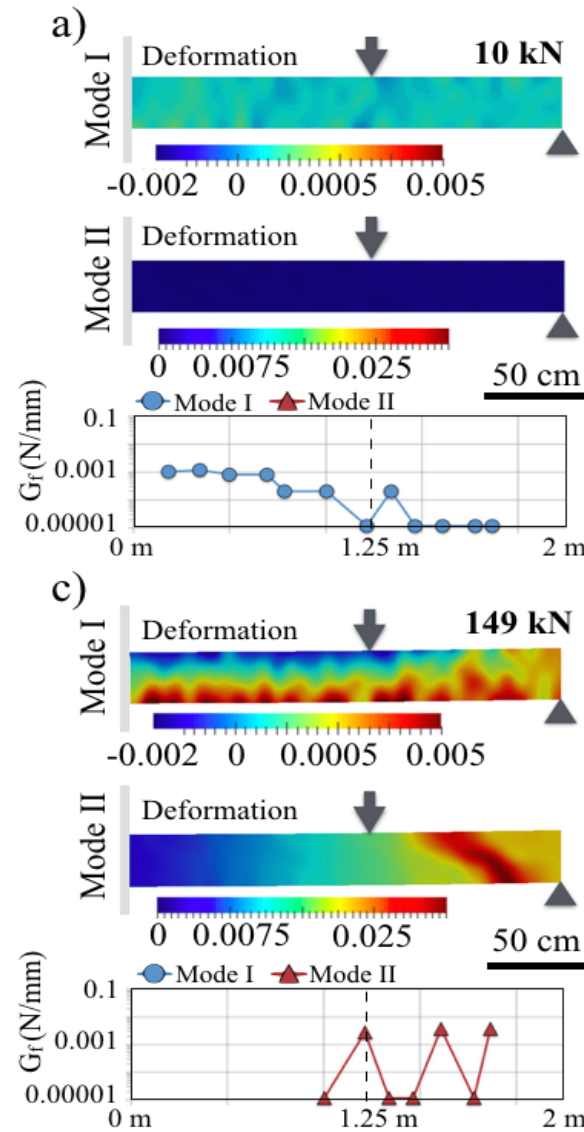 a)
Mode I
Deformation
10 kN
-0.002 0 0.0005 0.005
Mode II
Deformation
0 0.0075 0.025
50 cm
Mode I Mode II
Gf (N/mm)
0.1
0.001
0.00001
0 m 1.25 m 2 m
c)
Mode I
Deformation
149 kN
-0.002 0 0.0005 0.005
Mode II
Deformation
0 0.0075 0.025
50 cm
Mode I Mode II
Gf (N/mm)
0.1
0.001
0.00001
0 m 1.25 m 2 m